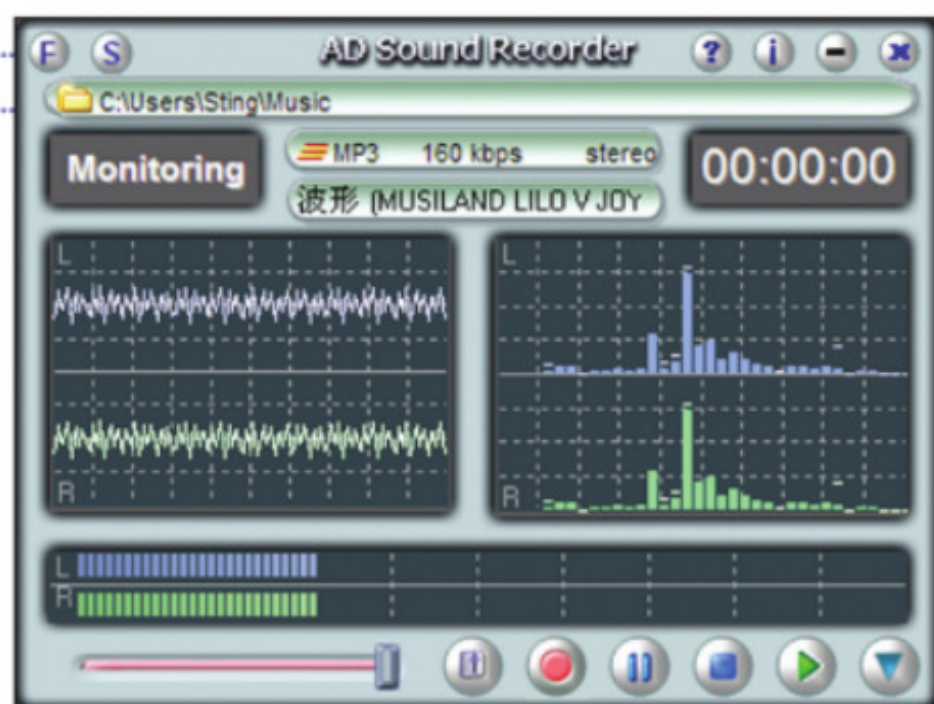 F S AD Sound Recorder ? i - x
C:\Users\Sting\Music
Monitoring
MP3 160 kbps stereo
波形 (MUSILAND LILO V JOY
00:00:00
L
R
L
R
L
R